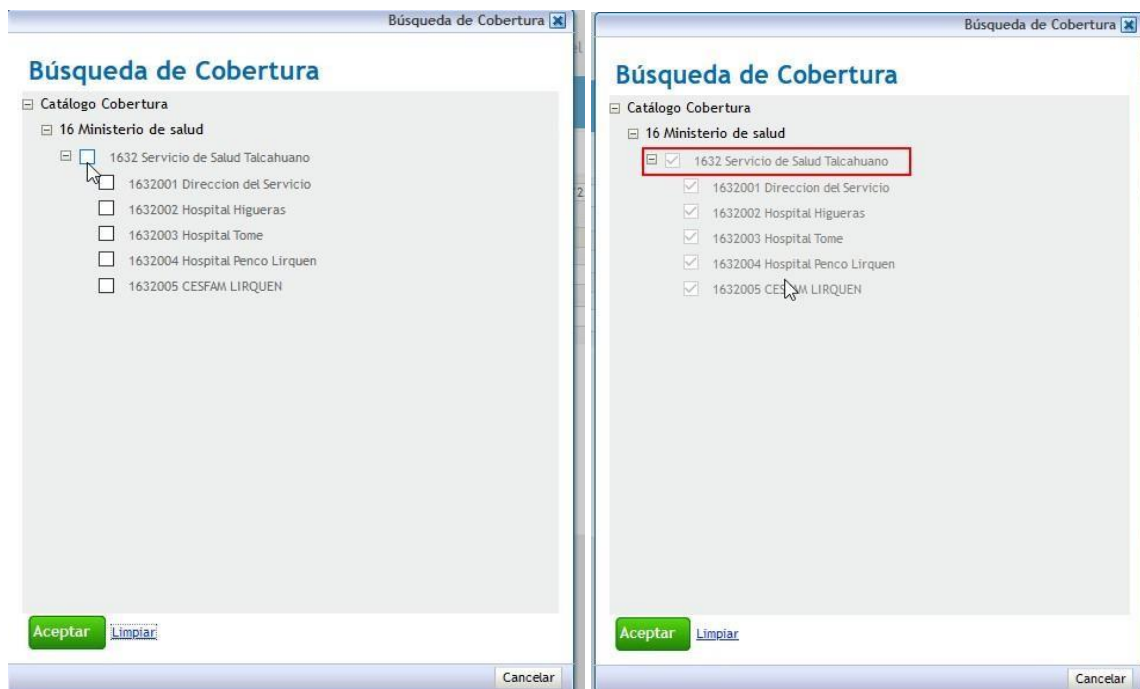 Búsqueda de Cobertura
Búsqueda de Cobertura
Catálogo Cobertura
16 Ministerio de salud
1632 Servicio de Salud Talcahuano
1632001 Direccion del Servicio
1632002 Hospital Higueras
1632003 Hospital Tome
1632004 Hospital Penco Lirquen
1632005 CESFAM LIRQUEN
Aceptar Limpiar
Cancelar
Búsqueda de Cobertura
Búsqueda de Cobertura
Catálogo Cobertura
16 Ministerio de salud
1632 Servicio de Salud Talcahuano
1632001 Direccion del Servicio
1632002 Hospital Higueras
1632003 Hospital Tome
1632004 Hospital Penco Lirquen
1632005 CESFAM LIRQUEN
Aceptar Limpiar
Cancelar